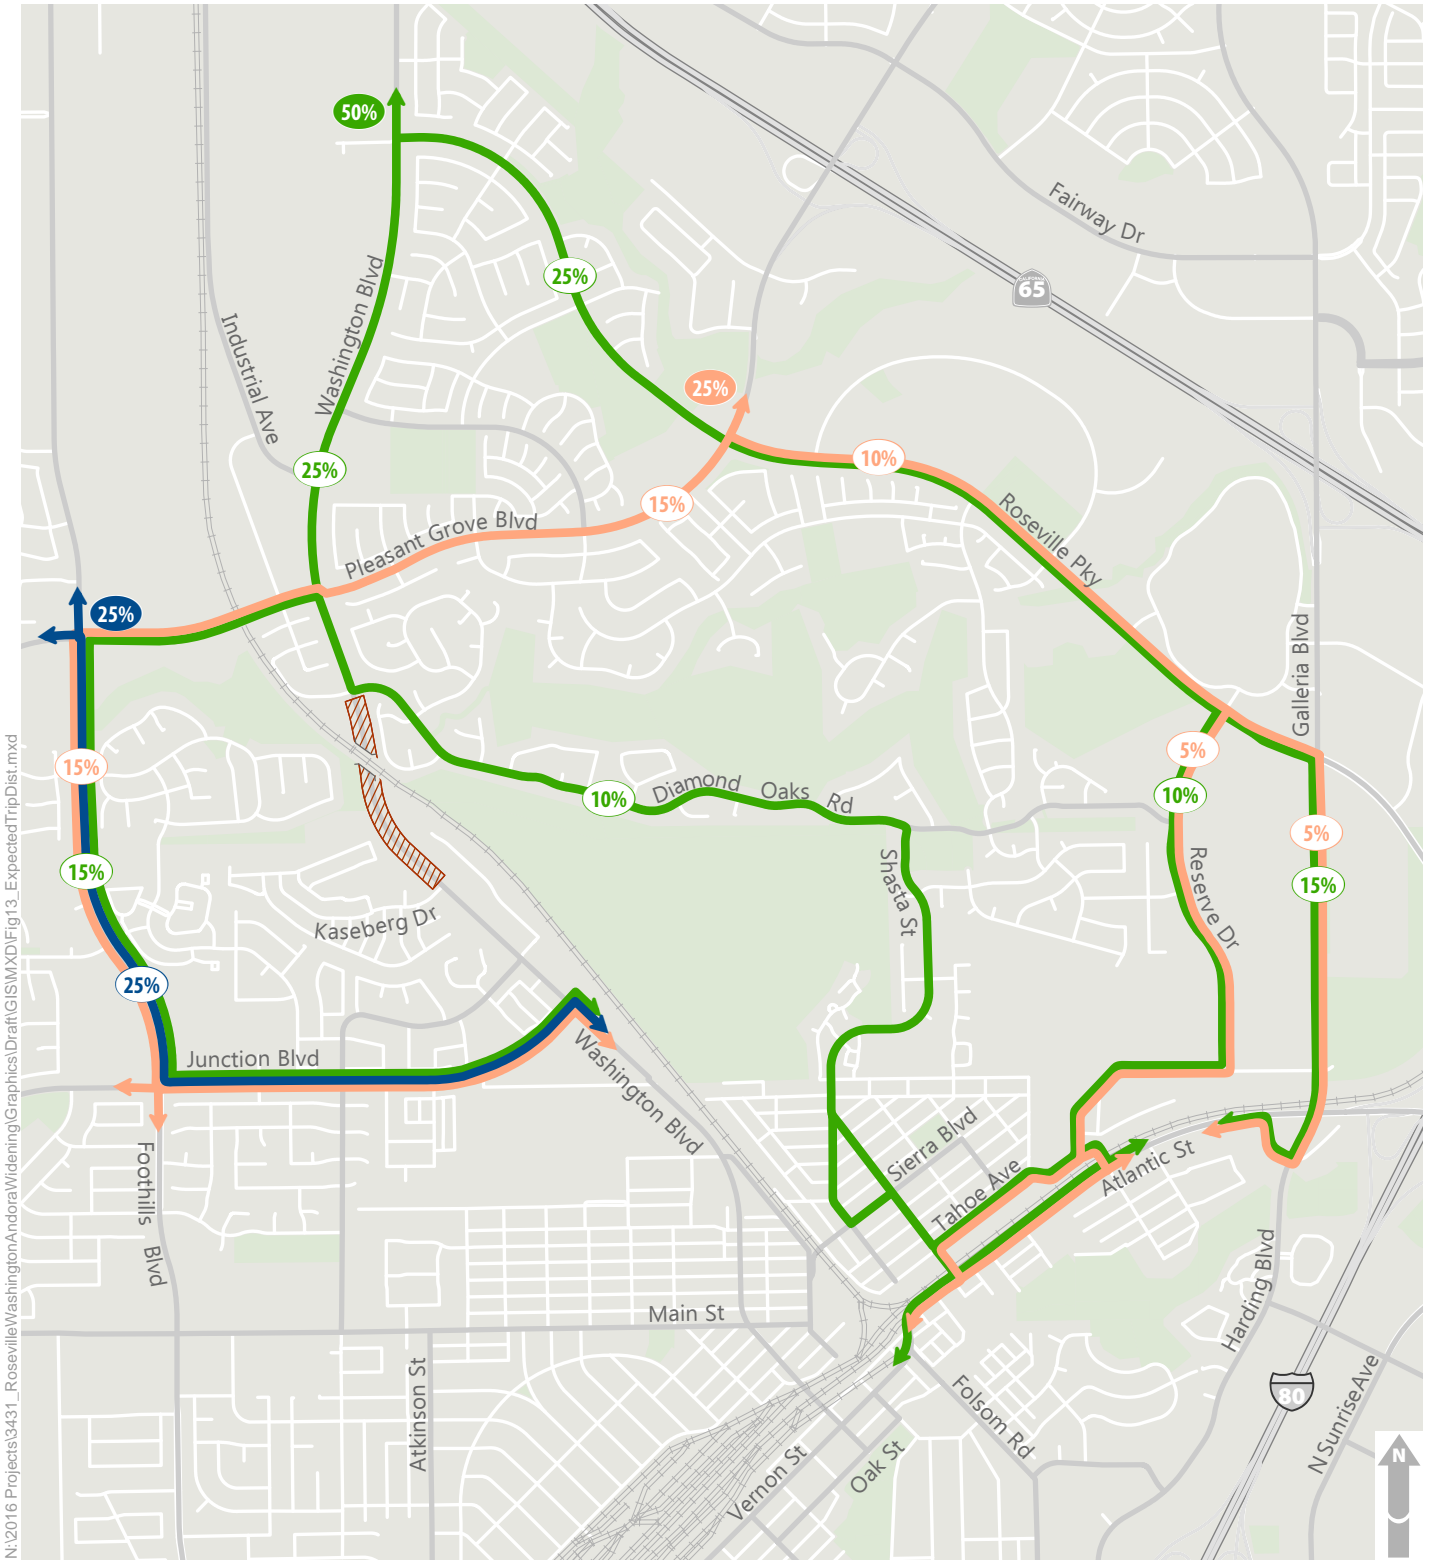 50%
Fairway Dr
25%
CALIFORNIA
65
Washington Blvd
Industrial Ave
25%
25%
10%
25%
15%
Roseville Pky
Pleasant Grove Blvd
25%
Galleria Blvd
5%
15%
10%
Diamond Oaks Rd
10%
5%
15%
15%
Shasta St
Reserve Dr
Kaseberg Dr
25%
Junction Blvd
Washington Blvd
Sierra Blvd
Tahoe Ave
Atlantic St
Foothills Blvd
Harding Blvd
Main St
Atkinson St
Folsom Rd
80
N Sunrise Ave
Vernon St
Oak St
N
N:\2016 Projects\3431_RosevilleWashingtonAndoraWidening\Graphics\Draft\GIS\MXD\Fig13_ExpectedTripDist.mxd